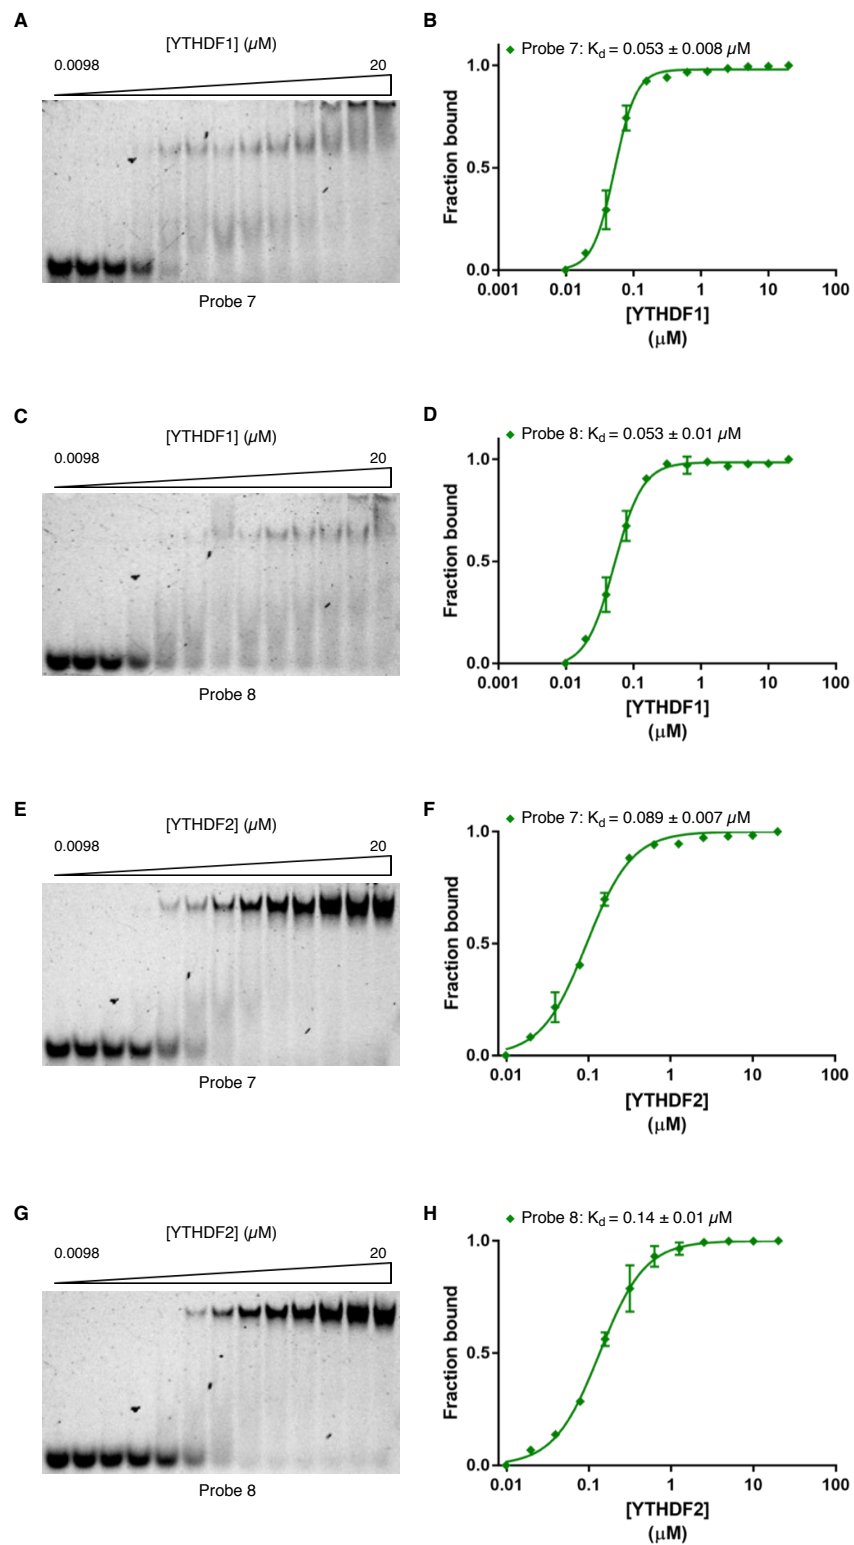 A
[YTHDF1] (µM)
0.0098 20
Probe 7
B
Probe 7: Kd = 0.053 ± 0.008 µM
Fraction bound
1.0
0.5
0.0
0.001 0.01 0.1 1 10 100
[YTHDF1]
(µM)
C
[YTHDF1] (µM)
0.0098 20
Probe 8
D
Probe 8: Kd = 0.053 ± 0.01 µM
Fraction bound
1.0
0.5
0.0
0.001 0.01 0.1 1 10 100
[YTHDF1]
(µM)
E
[YTHDF2] (µM)
0.0098 20
Probe 7
F
Probe 7: Kd = 0.089 ± 0.007 µM
Fraction bound
1.0
0.5
0.0
0.01 0.1 1 10 100
[YTHDF2]
(µM)
G
[YTHDF2] (µM)
0.0098 20
Probe 8
H
Probe 8: Kd = 0.14 ± 0.01 µM
Fraction bound
1.0
0.5
0.0
0.01 0.1 1 10 100
[YTHDF2]
(µM)